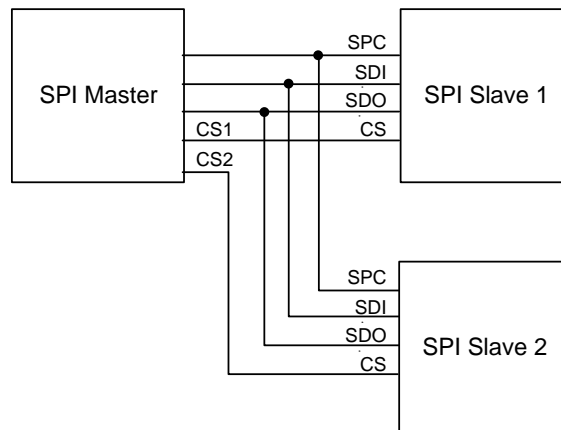 SPI Master
CS1
CS2
SPC
SDI
SDO
CS
SPI Slave 1
SPC
SDI
SDO
CS
SPI Slave 2